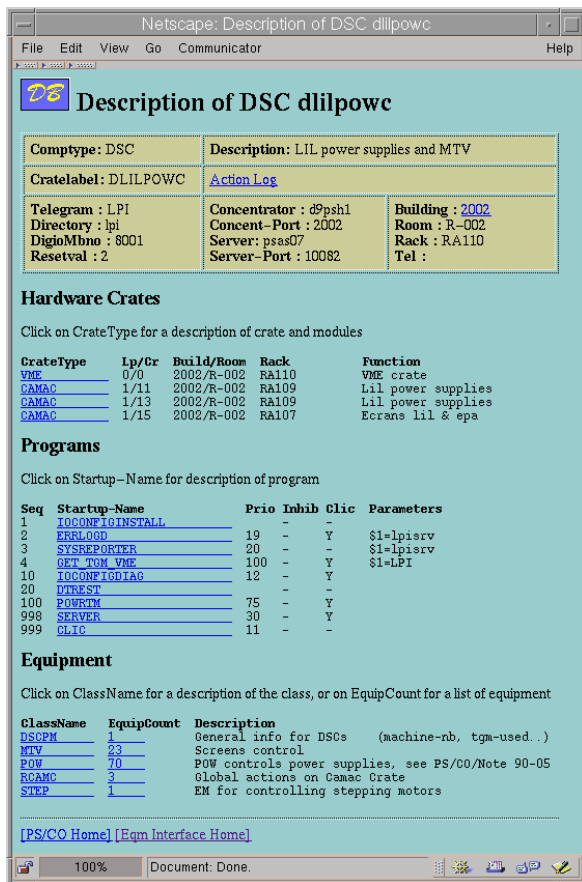 Netscape: Description of DSC dlilpowc
File Edit View Go Communicator Help
DB Description of DSC dlilpowc
Comptype: DSC Description: LIL power supplies and MTV
Cratelabel: DLILPOWC Action Log
Telegram : LPI Concentrator : d9psh1 Building : 2002
Directory : lpi Concent-Port : 2002 Room : R-002
DigioMbno : 8001 Server: psas07 Rack : RA110
Resetval : 2 Server-Port : 10082 Tel :
Hardware Crates
Click on CrateType for a description of crate and modules
CrateType Lp/Cr Build/Room Rack Function
VME 0/0 2002/R-002 RA110 VME crate
CAMAC 1/11 2002/R-002 RA109 Lil power supplies
CAMAC 1/13 2002/R-002 RA109 Lil power supplies
CAMAC 1/15 2002/R-002 RA107 Ecrans lil & epa
Programs
Click on Startup-Name for description of program
Seq Startup-Name Prio Inhib Clic Parameters
1 IOCONFIGINSTALL - -
2 ERRLOGD 19 - Y $1=lpisrv
3 SYSREPORTER 20 - - $1=lpisrv
4 GET_TGM_VME 100 - Y $1=LPI
10 IOCONFIGDIAG 12 - Y
20 DTREST - -
100 POWRTM 75 - Y
998 SERVER 30 - Y
999 CLIC 11 - -
Equipment
Click on ClassName for a description of the class, or on EquipCount for a list of equipment
ClassName EquipCount Description
DSCPM 1 General info for DSCs (machine-nb, tgm-used..)
MTV 23 Screens control
POW 70 POW controls power supplies, see PS/CO/Note 90-05
RCAMC 3 Global actions on Camac Crate
STEP 1 EM for controlling stepping motors
[PS/CO Home] [Eqm Interface Home]
100% Document: Done.